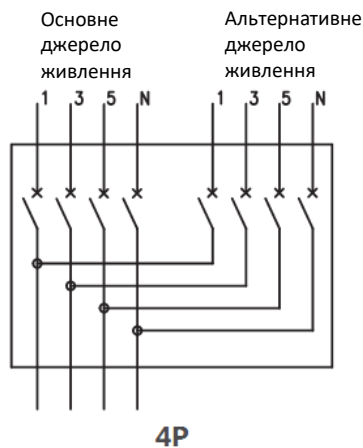 Основне
джерело
живлення
Альтернативне
джерело
живлення
1 3 5 N
1 3 5 N
4P